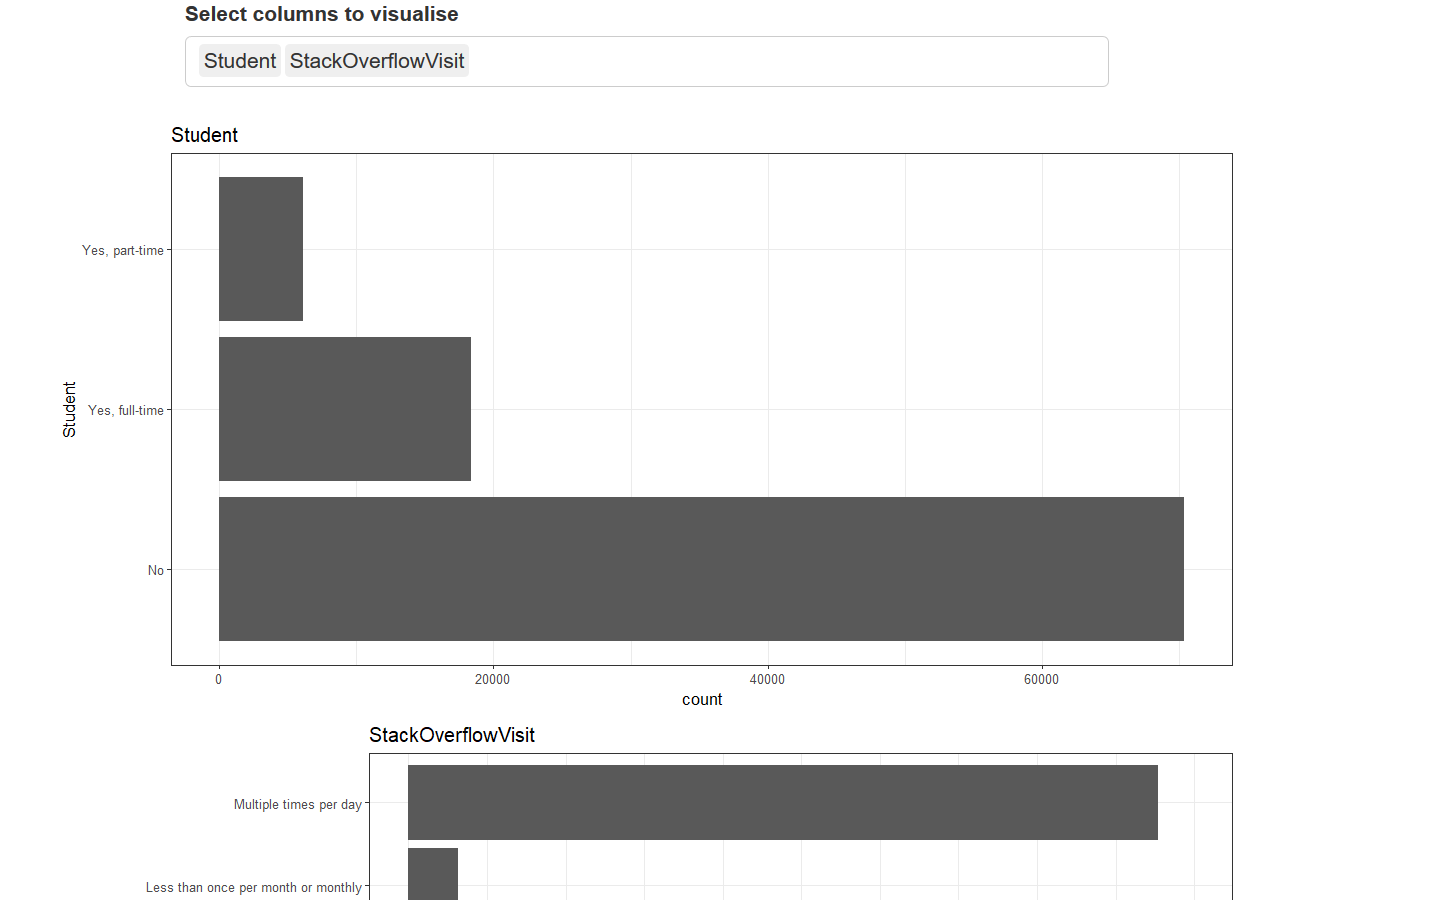 Select columns to visualise
Student StackOverflowVisit
Student
Yes, part-time
Yes, full-time
No
Student
0 20000 40000 60000
count
StackOverflowVisit
Multiple times per day
Less than once per month or monthly